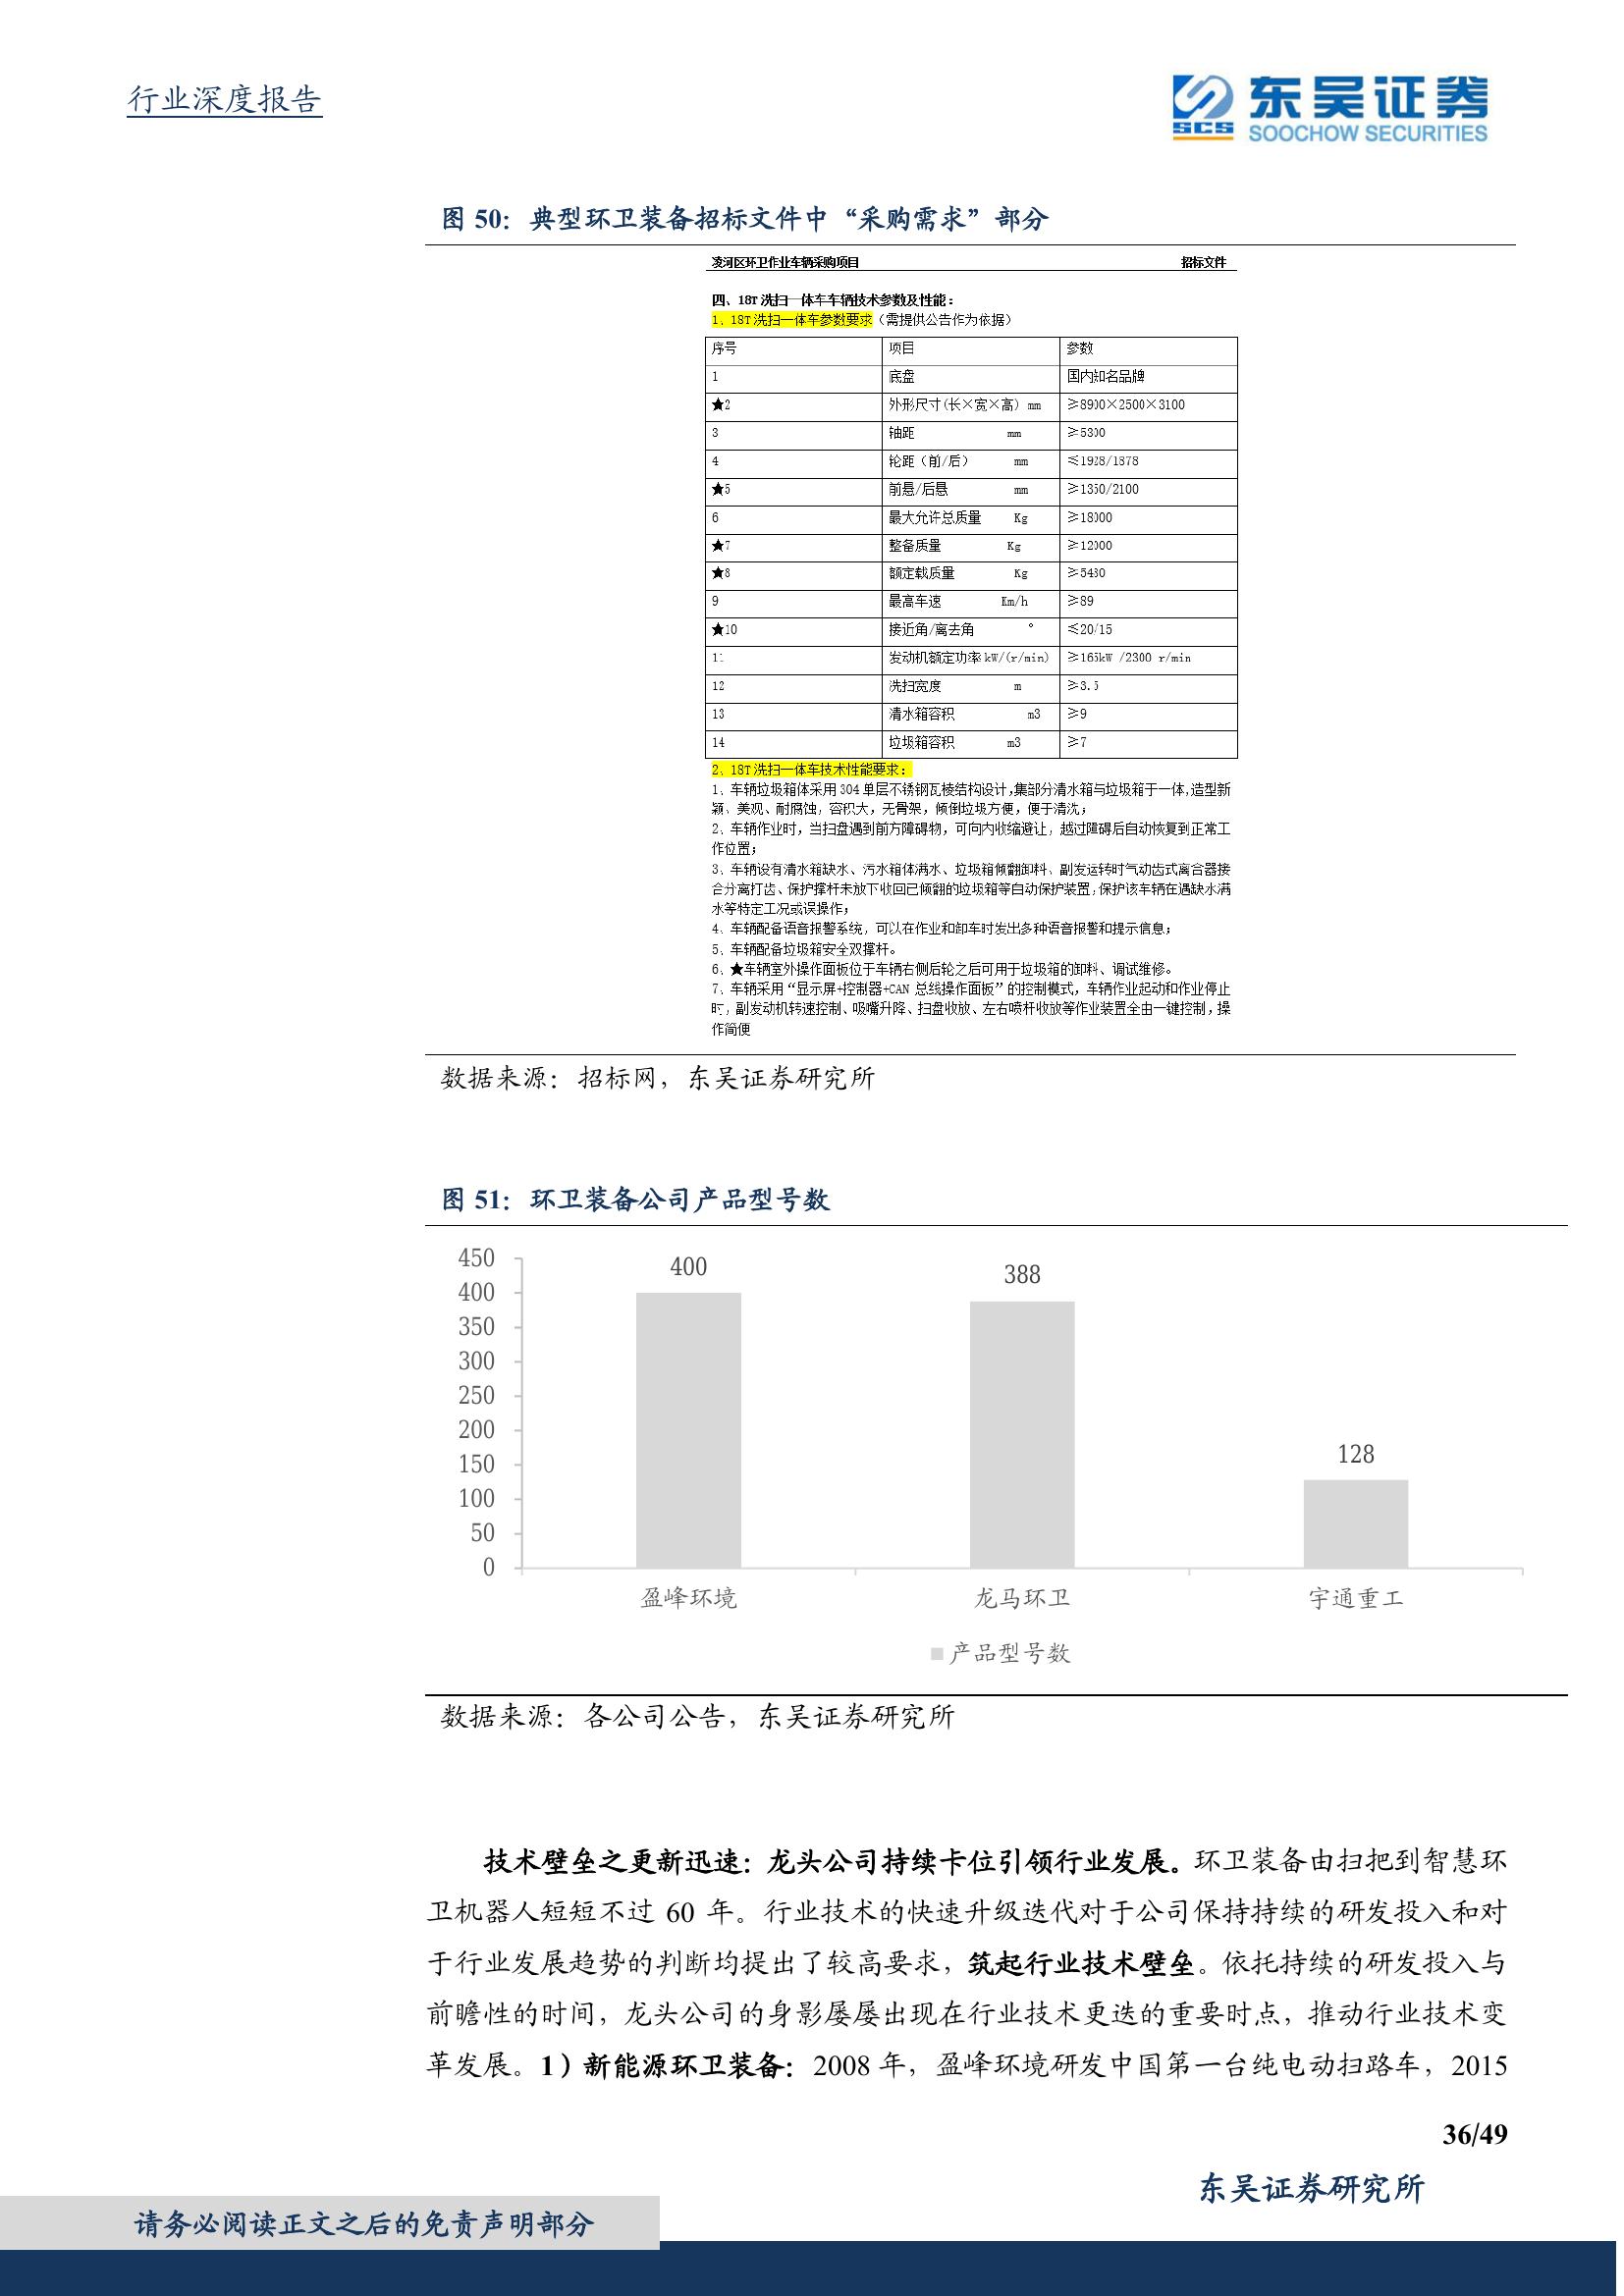 行业深度报告
SCS 东吴证券
SOOCHOW SECURITIES
图 50：典型环卫装备招标文件中“采购需求”部分
凌河区环卫作业车辆采购项目 招标文件
四、18T 洗扫一体车车辆技术参数及性能：
1、18T 洗扫一体车参数要求（需提供公告作为依据）
序号 项目 参数
1 底盘 国内知名品牌
★2 外形尺寸(长×宽×高) mm ≥8900×2500×3100
3 轴距 mm ≥5300
4 轮距（前/后） mm ≤1928/1878
★5 前悬/后悬 mm ≥1350/2100
6 最大允许总质量 Kg ≥18000
★7 整备质量 Kg ≥12000
★8 额定载质量 Kg
9 最高车速 Km/h ≥89
★10 接近角/离去角 ° ≤20/15
11 发动机额定功率 kW/(r/min) ≥165kW /2300 r/min
12 洗扫宽度 m ≥3.5
13 清水箱容积 m3 ≥9
14 垃圾箱容积 m3 ≥7
2、18T 洗扫一体车技术性能要求：
1、车辆垃圾箱体采用 304 单层不锈钢瓦棱结构设计,集部分清水箱与垃圾箱于一体,造型新
颖、美观、耐腐蚀，容积大，无骨架，倾倒垃圾方便，便于清洗；
2、车辆作业时，当扫盘遇到前方障碍物，可向内收缩避让，越过障碍后自动恢复到正常工
作位置；
3、车辆设有清水箱缺水、污水箱体满水、垃圾箱倾翻卸料、副发运转时气动齿式离合器接
合分离打齿、保护撑杆未放下收回已倾翻的垃圾箱等自动保护装置,保护该车辆在遇缺水满
水等特定工况或误操作；
4、车辆配备语音报警系统，可以在作业和卸车时发出多种语音报警和提示信息；
5、车辆配备垃圾箱安全双撑杆。
6、★车辆室外操作面板位于车辆右侧后轮之后可用于垃圾箱的卸料、调试维修。
7、车辆采用“显示屏+控制器+CAN 总线操作面板”的控制模式，车辆作业起动和作业停止
时，副发动机转速控制、吸嘴升降、扫盘收放、左右喷杆收放等作业装置全由一键控制，操
作简便
数据来源：招标网，东吴证券研究所
图 51：环卫装备公司产品型号数
450
400
350
300
250
200
150
100
50
0
400
388
128
盈峰环境 龙马环卫 宇通重工
产品型号数
数据来源：各公司公告，东吴证券研究所
技术壁垒之更新迅速：龙头公司持续卡位引领行业发展。环卫装备由扫把到智慧环
卫机器人短短不过 60 年。行业技术的快速升级迭代对于公司保持持续的研发投入和对
于行业发展趋势的判断均提出了较高要求，筑起行业技术壁垒。依托持续的研发投入与
前瞻性的时间，龙头公司的身影屡屡出现在行业技术更迭的重要时点，推动行业技术变
革发展。1）新能源环卫装备：2008 年，盈峰环境研发中国第一台纯电动扫路车，2015
36/49
东吴证券研究所
请务必阅读正文之后的免责声明部分